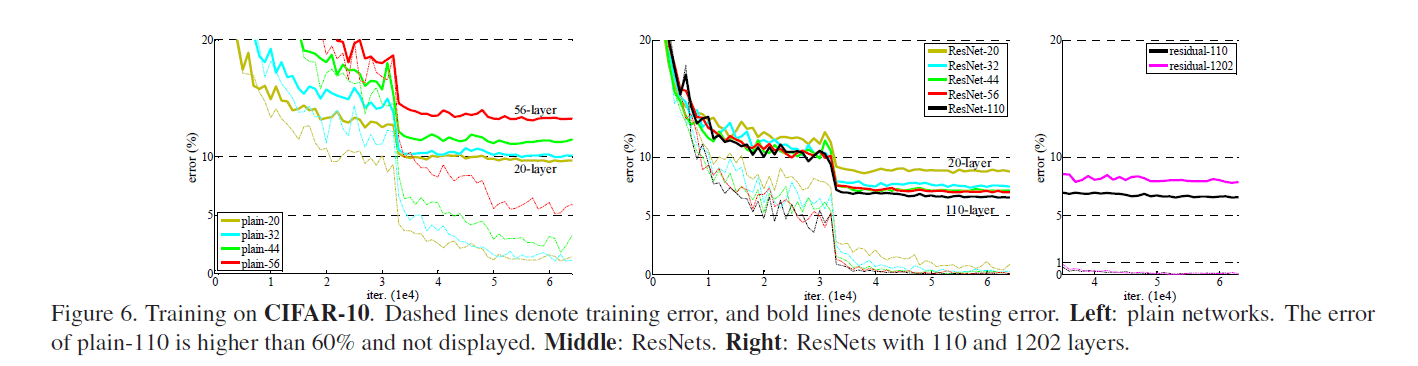 20
10
5
0
error (%)
56-layer
20-layer
plain-20
plain-32
plain-44
plain-56
0 1 2 3 4 5 6
iter. (1e4)
20
10
5
0
error (%)
ResNet-20
ResNet-32
ResNet-44
ResNet-56
ResNet-110
20-layer
110-layer
0 1 2 3 4 5 6
iter. (1e4)
20
10
5
1
0
error (%)
residual-110
residual-1202
4 5 6
iter. (1e4)
Figure 6. Training on CIFAR-10. Dashed lines denote training error, and bold lines denote testing error. Left: plain networks. The error
of plain-110 is higher than 60% and not displayed. Middle: ResNets. Right: ResNets with 110 and 1202 layers.